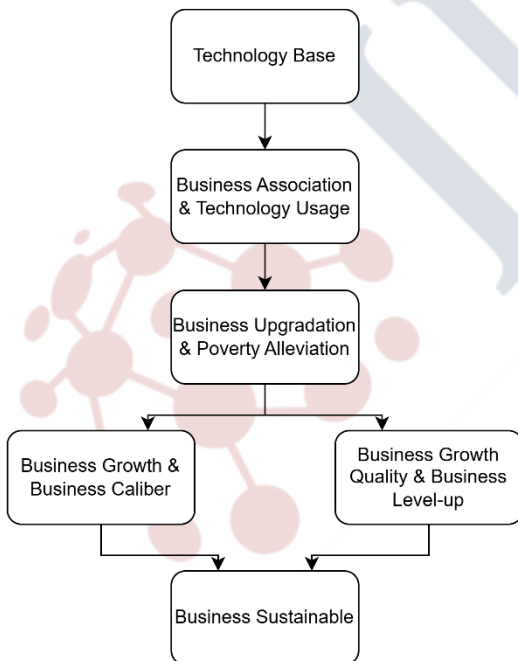 Technology Base
Business Association
& Technology Usage
Business Upgradation
& Poverty Alleviation
Business Growth &
Business Caliber
Business Growth
Quality & Business
Level-up
Business Sustainable